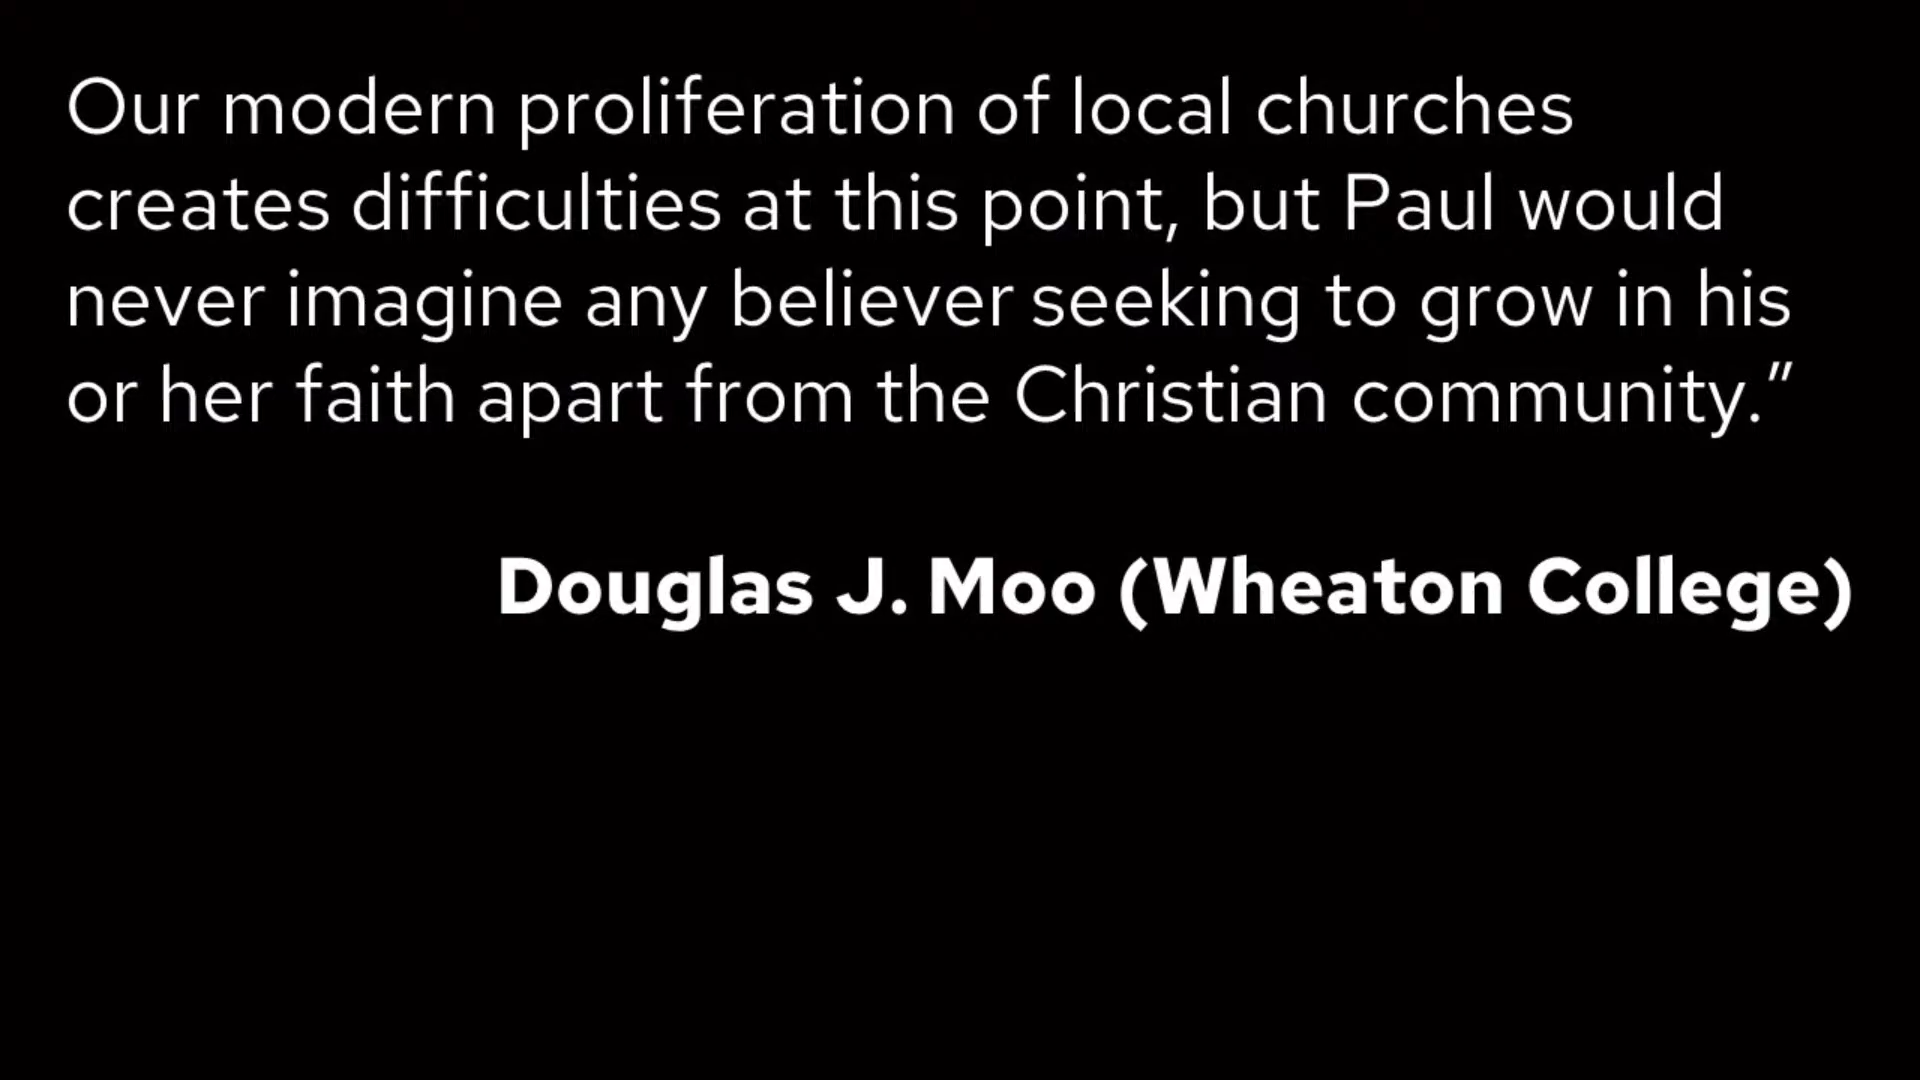 Our modern proliferation of local churches
creates difficulties at this point, but Paul would
never imagine any believer seeking to grow in his
or her faith apart from the Christian community.”
Douglas J. Moo (Wheaton College)